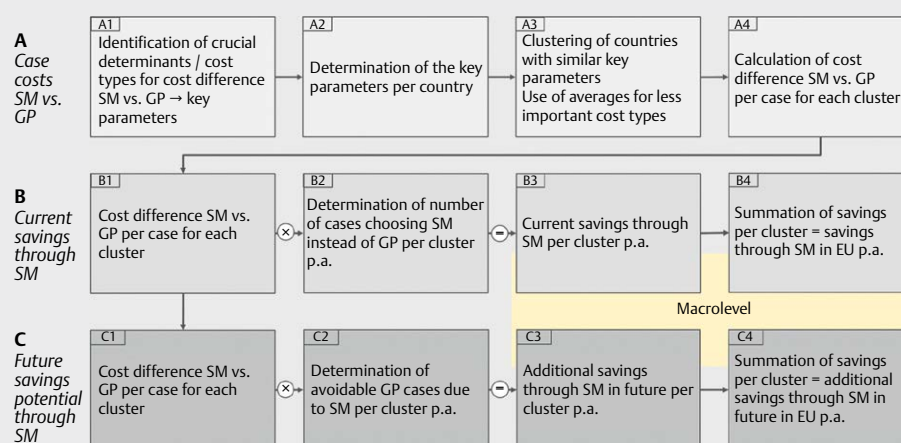 A
Case
costs
SM vs.
GP
A1
Identification of crucial
determinants / cost
types for cost difference
SM vs. GP → key
parameters
A2
Determination of the key
parameters per country
A3
Clustering of countries
with similar key
parameters
Use of averages for less
important cost types
A4
Calculation of cost
difference SM vs. GP
per case for each cluster
B
Current
savings
through
SM
B1
Cost difference SM vs.
GP per case for each
cluster
×
B2
Determination of number
of cases choosing SM
instead of GP per cluster
p.a.
=
B3
Current savings through
SM per cluster p.a.
B4
Summation of savings
per cluster = savings
through SM in EU p.a.
Macrolevel
C
Future
savings
potential
through
SM
C1
Cost difference SM vs.
GP per case for each
cluster
×
C2
Determination of
avoidable GP cases due
to SM per cluster p.a.
=
C3
Additional savings
through SM in future per
cluster p.a.
C4
Summation of savings
per cluster = additional
savings through SM in
future in EU p.a.